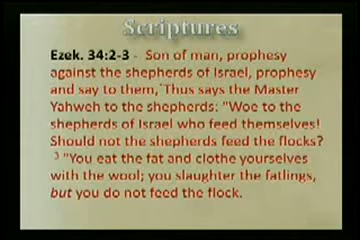 Scriptures
Ezek. 34:2-3 - Son of man, prophesy
against the shepherds of Israel, prophesy
and say to them,'Thus says the Master
Yahweh to the shepherds: "Woe to the
shepherds of Israel who feed themselves!
Should not the shepherds feed the flocks?
³ "You eat the fat and clothe yourselves
with the wool; you slaughter the fatlings,
but you do not feed the flock.